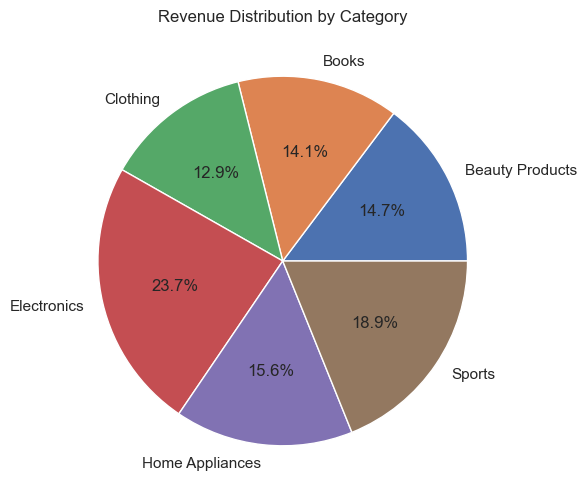 Revenue Distribution by Category
Books
Clothing
14.1%
12.9%
Beauty Products
14.7%
23.7%
Electronics
18.9%
15.6%
Sports
Home Appliances